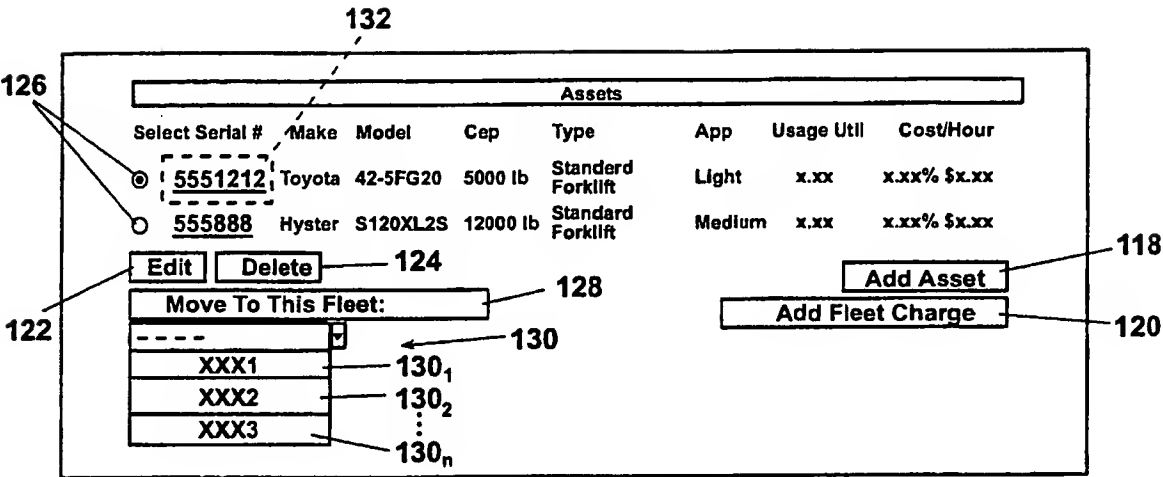 132
126
Assets
Select Serial # Make Model Cep Type App Usage Util Cost/Hour
5551212 Toyota 42-5FG20 5000 lb Standerd Forklift Light x.xx x.xx% $x.xx
555888 Hyster S120XL2S 12000 lb Standard Forklift Medium x.xx x.xx% $x.xx
Edit Delete 124 118
Add Asset
122 Move To This Fleet: 128 Add Fleet Charge 120
- - - - 130
XXX1 130₁
XXX2 130₂
XXX3 130ₙ